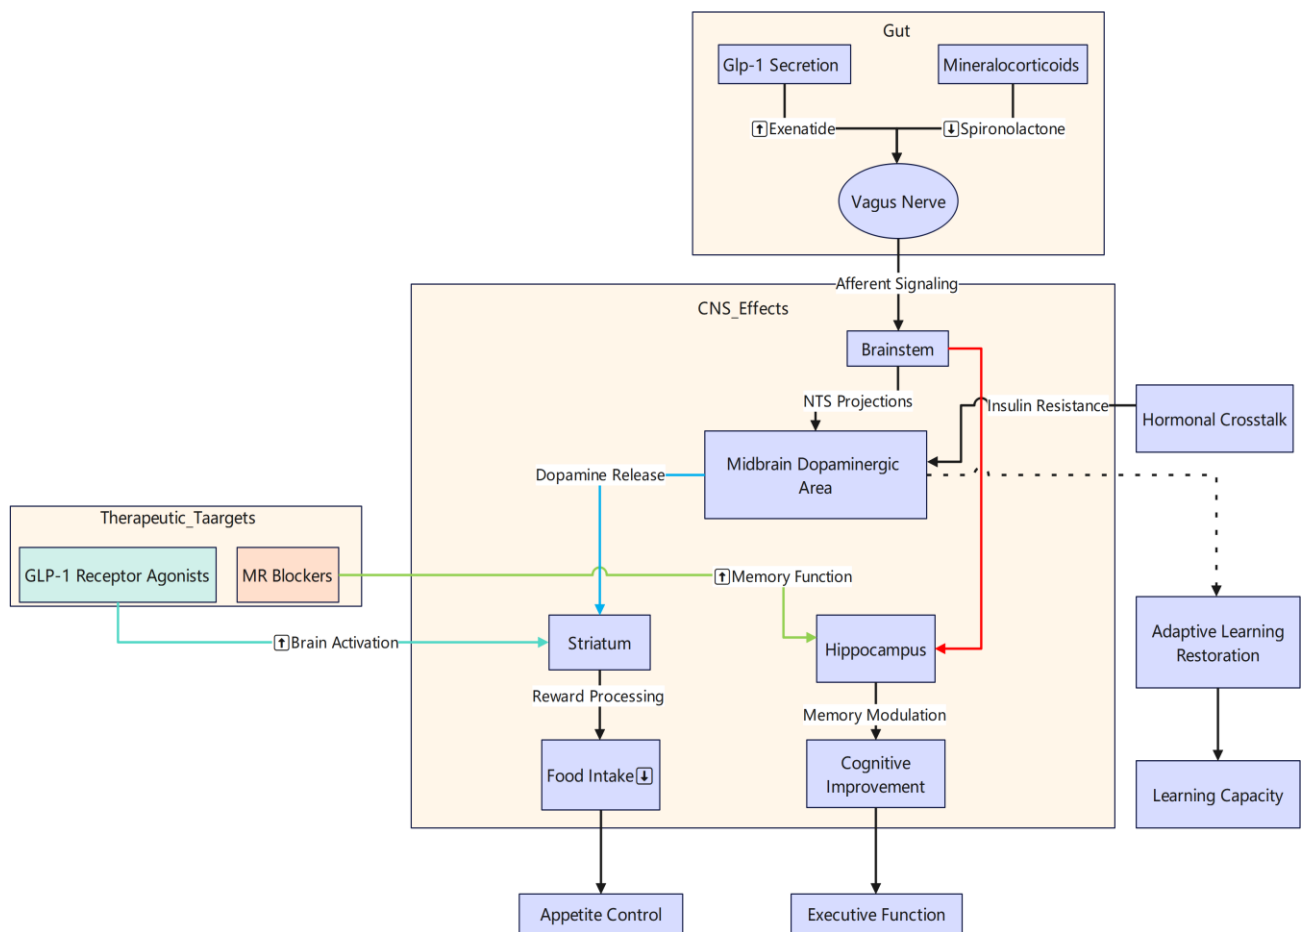 Gut
Glp-1 Secretion
Mineralocorticoids
↑Exenatide
↓Spironolactone
Vagus Nerve
Afferent Signaling
CNS_Effects
Brainstem
NTS Projections
Insulin Resistance
Hormonal Crosstalk
Midbrain Dopaminergic
Area
Dopamine Release
Therapeutic_Taargets
GLP-1 Receptor Agonists
MR Blockers
↑Memory Function
↑Brain Activation
Striatum
Hippocampus
Adaptive Learning
Restoration
Reward Processing
Memory Modulation
Food Intake↓
Cognitive
Improvement
Learning Capacity
Appetite Control
Executive Function